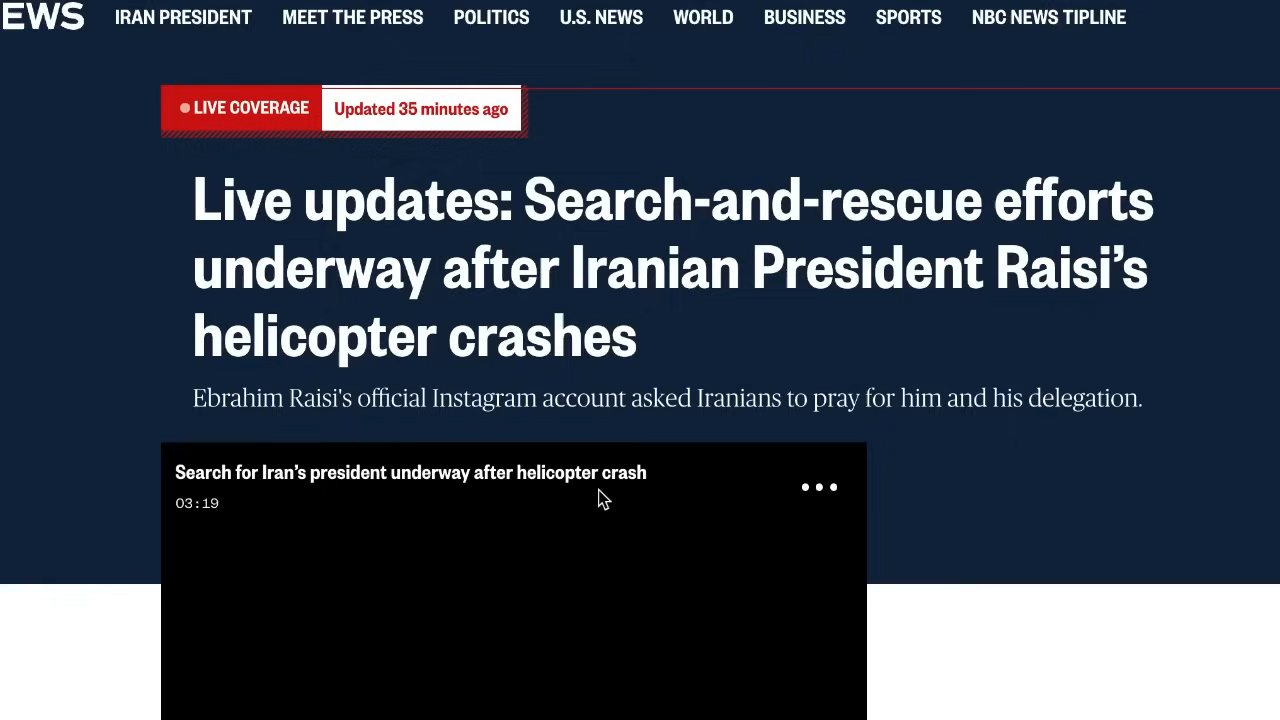 EWS IRAN PRESIDENT MEET THE PRESS POLITICS U.S. NEWS WORLD BUSINESS SPORTS NBC NEWS TIPLINE
LIVE COVERAGE Updated 35 minutes ago
Live updates: Search-and-rescue efforts
underway after Iranian President Raisi’s
helicopter crashes
Ebrahim Raisi's official Instagram account asked Iranians to pray for him and his delegation.
Search for Iran’s president underway after helicopter crash
03:19